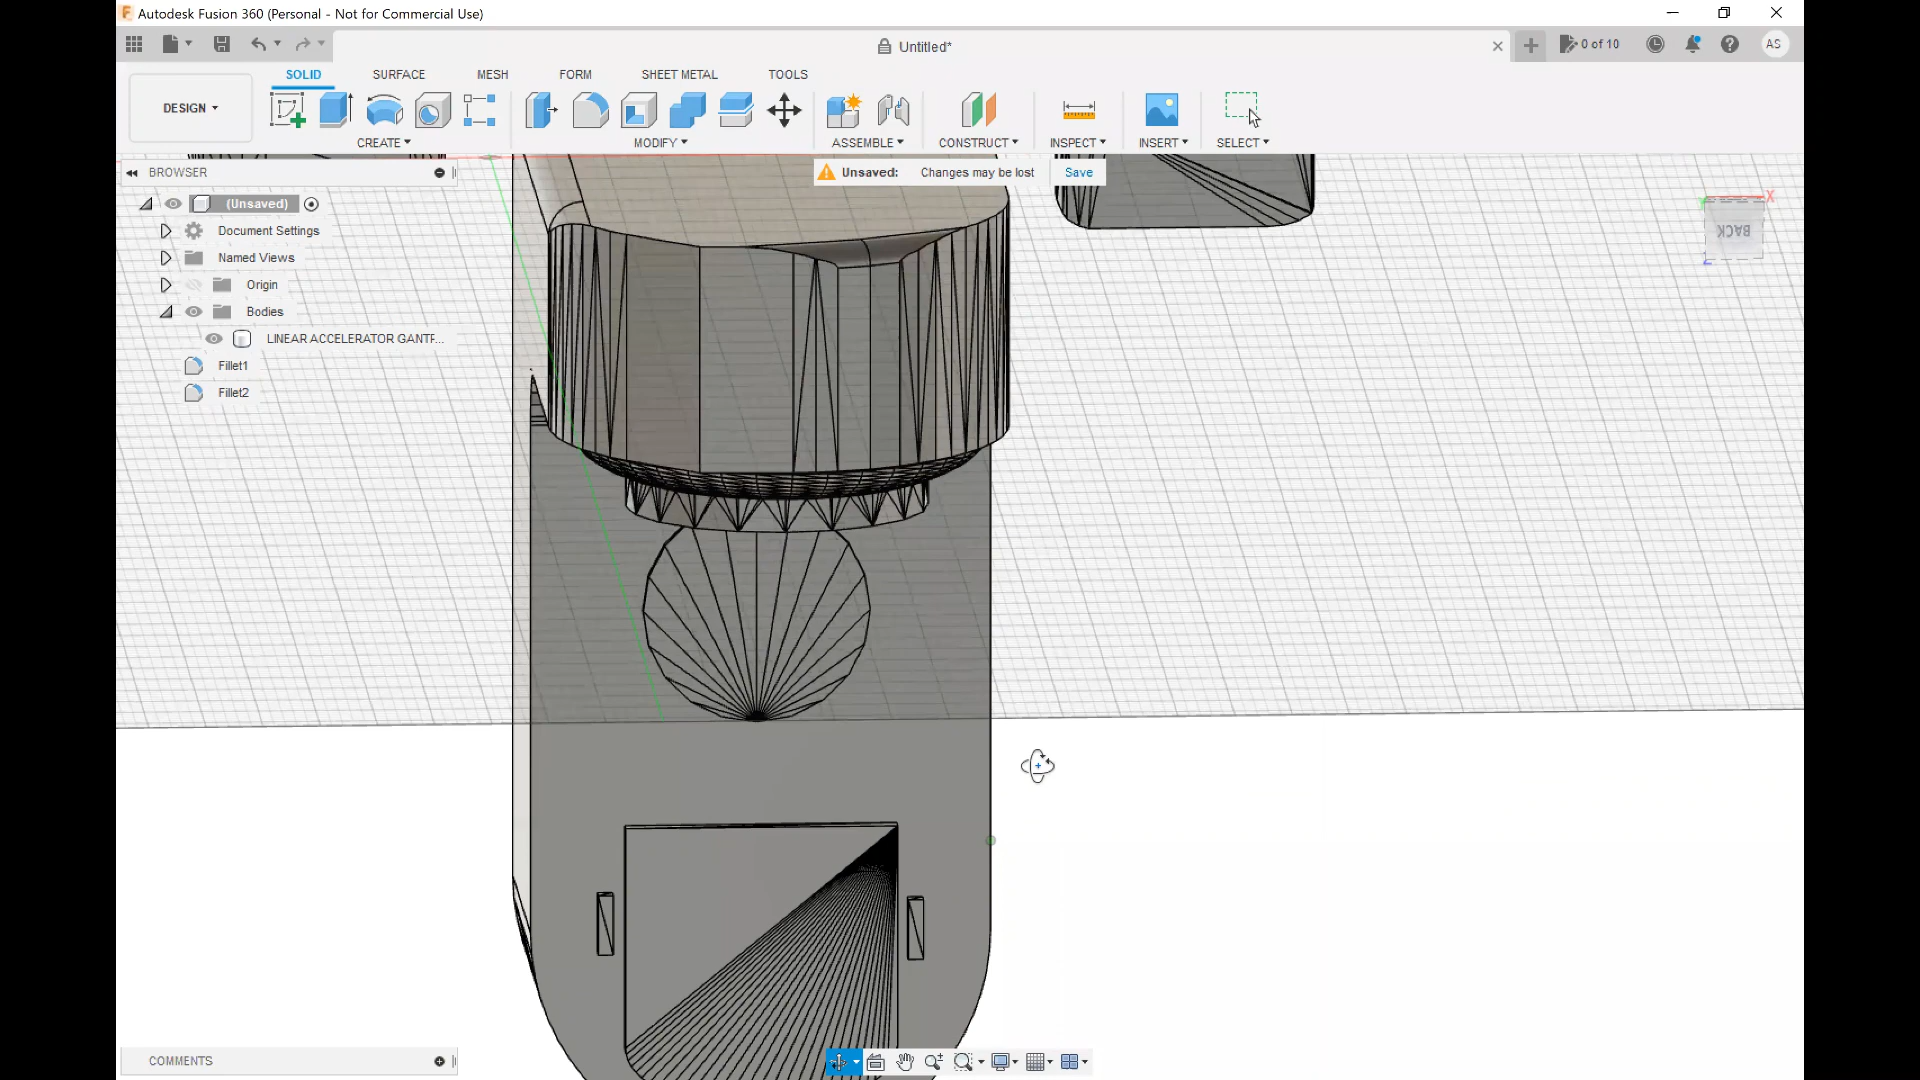 Autodesk Fusion 360 (Personal - Not for Commercial Use)
Untitled*
0 of 10
AS
SOLID SURFACE MESH FORM SHEET METAL TOOLS
DESIGN
CREATE MODIFY ASSEMBLE CONSTRUCT INSPECT INSERT SELECT
BROWSER
Unsaved: Changes may be lost Save
(Unsaved)
Document Settings
Named Views
Origin
Bodies
LINEAR ACCELERATOR GANTF...
Fillet1
Fillet2
X
Y
BACK
Z
COMMENTS